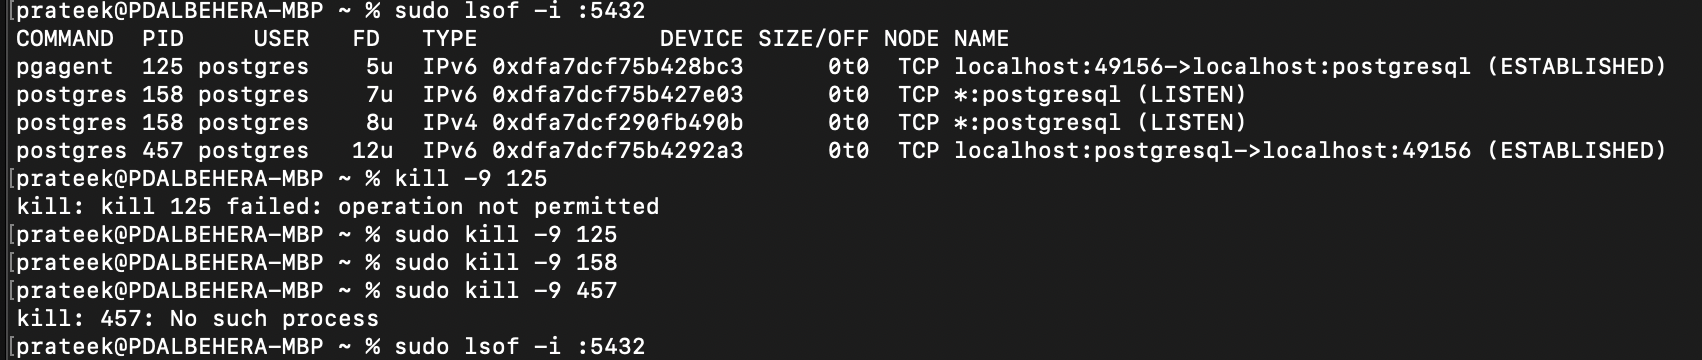 [prateek@PDALBEHERA-MBP ~ % sudo lsof -i :5432
COMMAND  PID     USER   FD   TYPE             DEVICE SIZE/OFF NODE NAME
pgagent  125 postgres    5u  IPv6 0xdfa7dcf75b428bc3      0t0  TCP localhost:49156->localhost:postgresql (ESTABLISHED)
postgres 158 postgres    7u  IPv6 0xdfa7dcf75b427e03      0t0  TCP *:postgresql (LISTEN)
postgres 158 postgres    8u  IPv4 0xdfa7dcf290fb490b      0t0  TCP *:postgresql (LISTEN)
postgres 457 postgres   12u  IPv6 0xdfa7dcf75b4292a3      0t0  TCP localhost:postgresql->localhost:49156 (ESTABLISHED)
[prateek@PDALBEHERA-MBP ~ % kill -9 125
kill: kill 125 failed: operation not permitted
[prateek@PDALBEHERA-MBP ~ % sudo kill -9 125
[prateek@PDALBEHERA-MBP ~ % sudo kill -9 158
[prateek@PDALBEHERA-MBP ~ % sudo kill -9 457
kill: 457: No such process
[prateek@PDALBEHERA-MBP ~ % sudo lsof -i :5432